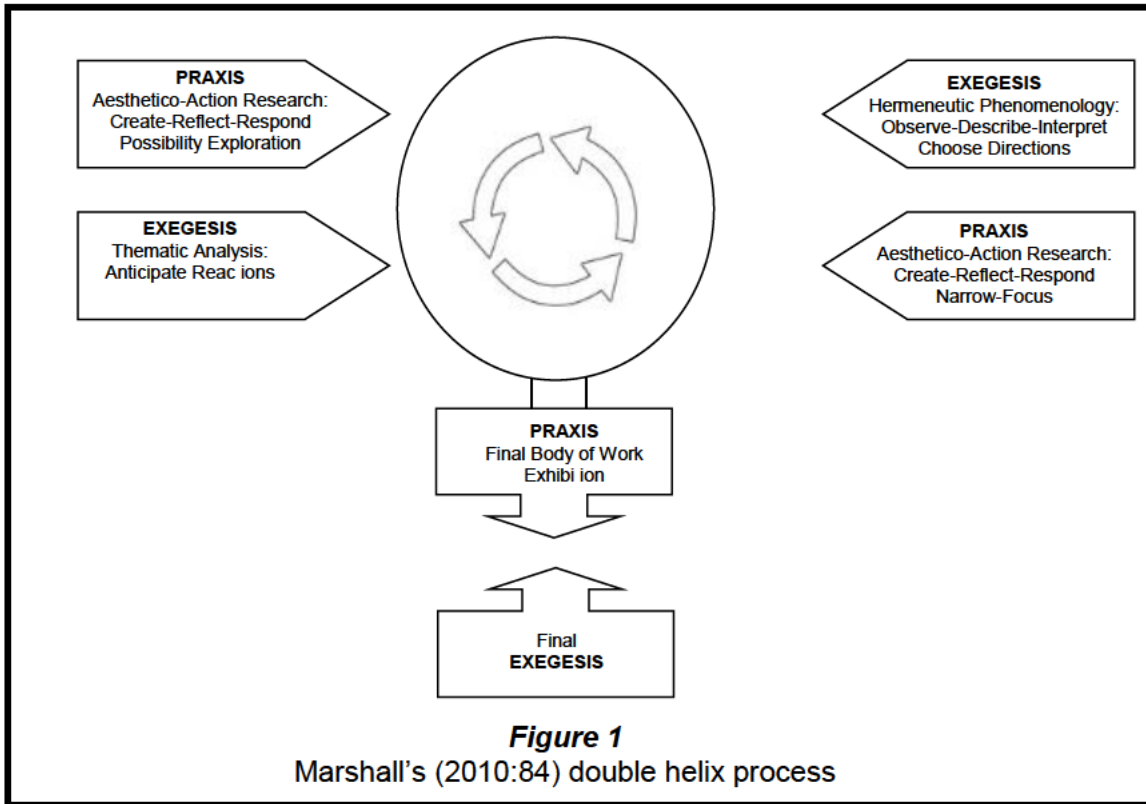 PRAXIS
Aesthetico-Action Research:
Create-Reflect-Respond
Possibility Exploration
EXEGESIS
Hermeneutic Phenomenology:
Observe-Describe-Interpret
Choose Directions
EXEGESIS
Thematic Analysis:
Anticipate Reac ions
PRAXIS
Aesthetico-Action Research:
Create-Reflect-Respond
Narrow-Focus
PRAXIS
Final Body of Work
Exhibi ion
Final
EXEGESIS
Figure 1
Marshall’s (2010:84) double helix process